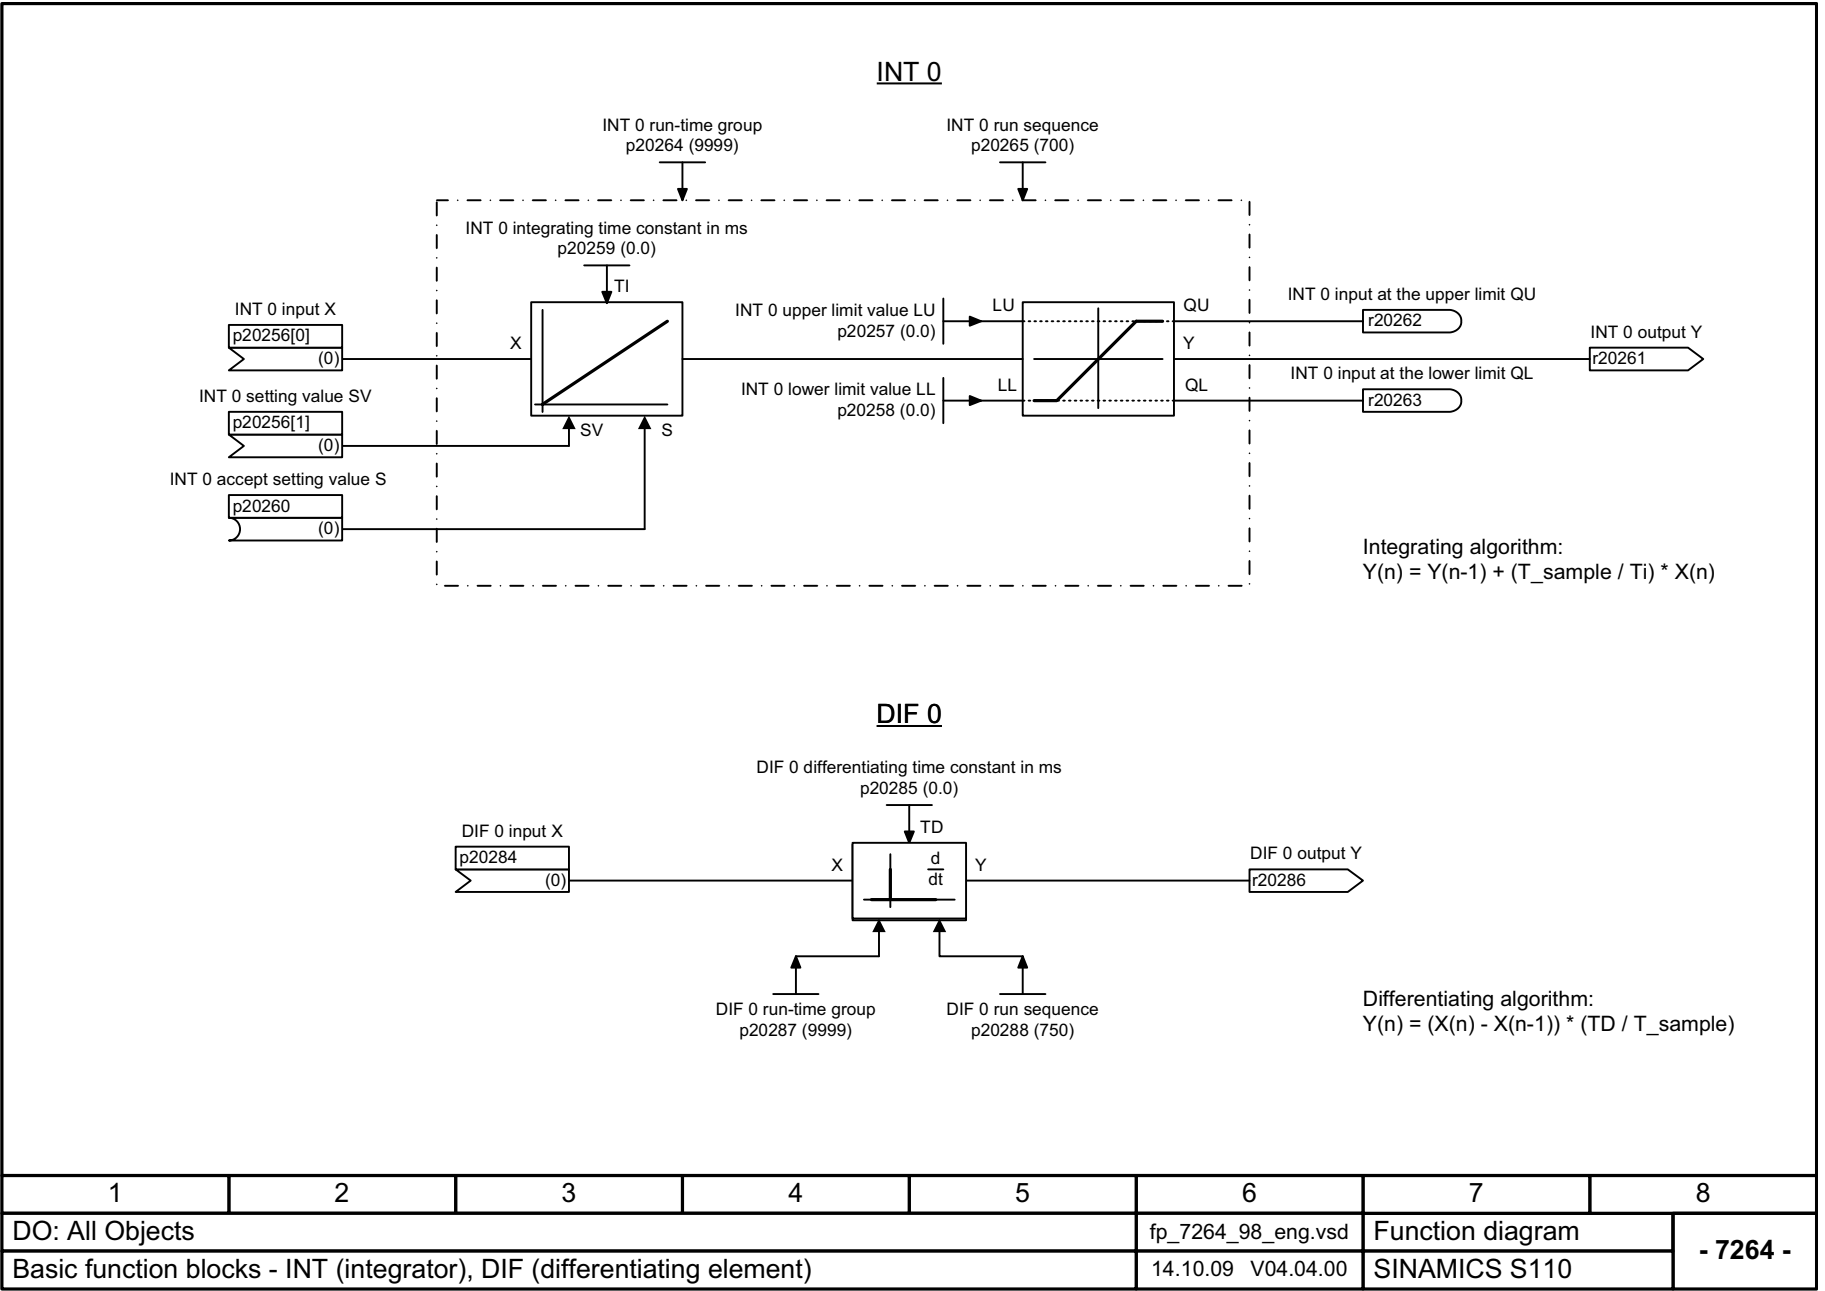 INT 0
INT 0 run-time group
p20264 (9999)
INT 0 run sequence
p20265 (700)
INT 0 integrating time constant in ms
p20259 (0.0)
TI
INT 0 input X
p20256[0]
(0)
X
INT 0 setting value SV
p20256[1]
(0)
SV
S
INT 0 accept setting value S
p20260
(0)
INT 0 upper limit value LU
p20257 (0.0)
LU
INT 0 lower limit value LL
p20258 (0.0)
LL
QU
Y
QL
INT 0 input at the upper limit QU
r20262
INT 0 output Y
r20261
INT 0 input at the lower limit QL
r20263
Integrating algorithm:
Y(n) = Y(n-1) + (T_sample / Ti) * X(n)
DIF 0
DIF 0 differentiating time constant in ms
p20285 (0.0)
TD
DIF 0 input X
p20284
(0)
X
d
dt
Y
DIF 0 output Y
r20286
DIF 0 run-time group
p20287 (9999)
DIF 0 run sequence
p20288 (750)
Differentiating algorithm:
Y(n) = (X(n) - X(n-1)) * (TD / T_sample)
1 2 3 4 5 6 7 8
DO: All Objects
fp_7264_98_eng.vsd
Function diagram
- 7264 -
Basic function blocks - INT (integrator), DIF (differentiating element)
14.10.09 V04.04.00
SINAMICS S110